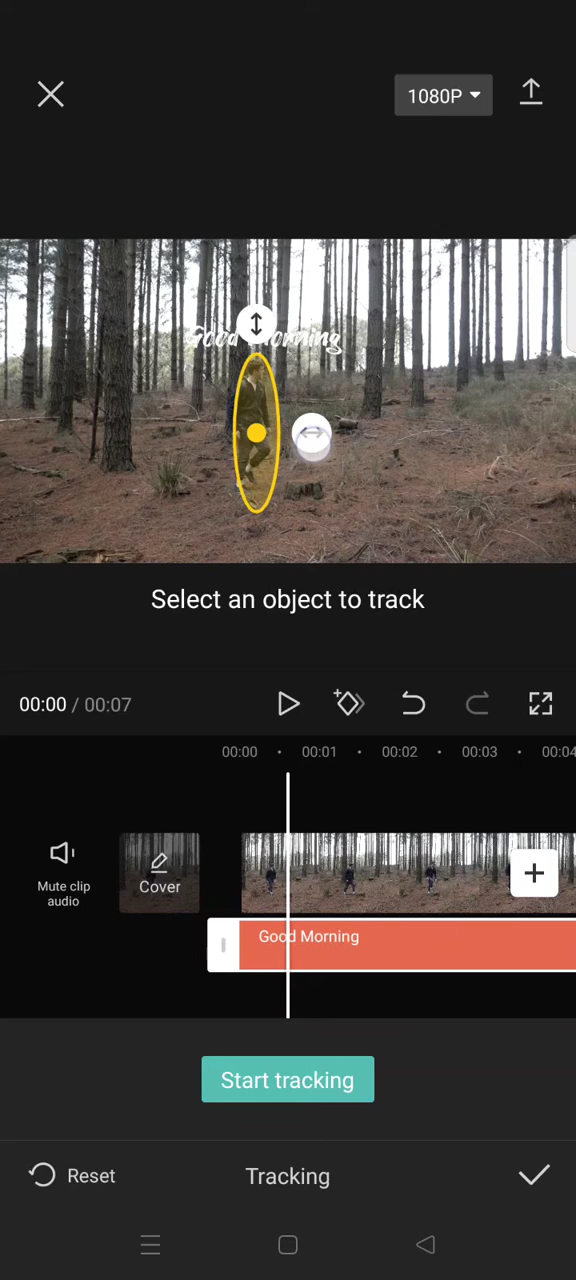 1080P
Good Morning
Select an object to track
00:00 / 00:07
00:00 00:01 00:02 00:03 00:04
Mute clip
audio
Cover
Good Morning
Start tracking
Reset
Tracking